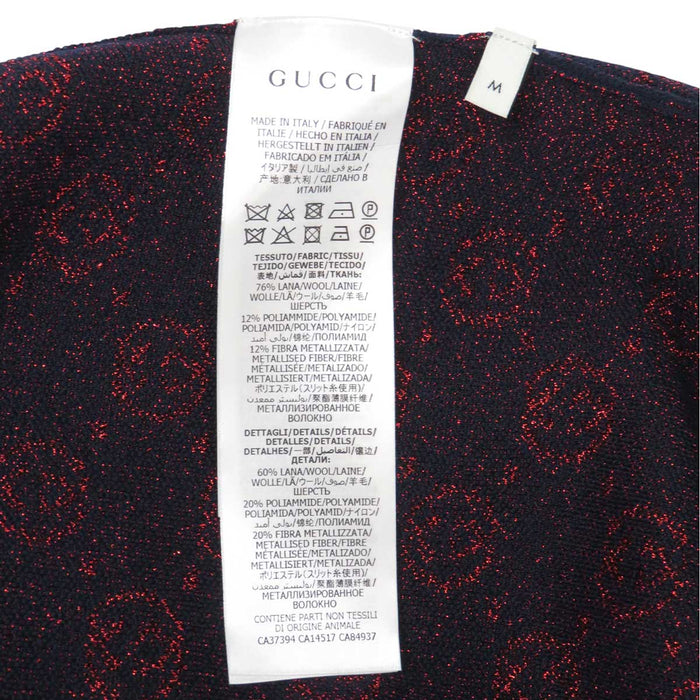 GUCCI
M
MADE IN ITALY / FABRIQUÉ EN
ITALIE / HECHO EN ITALIA /
HERGESTELLT IN ITALIEN /
FABRICADO EM ITÁLIA /
イタリア製 / صنع في إيطاليا /
产地:意大利 / СДЕЛАНО В
ИТАЛИИ
TESSUTO/FABRIC/TISSU/
TEJIDO/GEWEBE/TECIDO/
表地/قماش/面料/ТКАНЬ:
76% LANA/WOOL/LAINE/
WOLLE/LÃ/ウール/صوف/羊毛/
ШЕРСТЬ
12% POLIAMMIDE/POLYAMIDE/
POLIAMIDA/POLYAMID/ナイロン/
بولي أميد/锦纶/ПОЛИАМИД
12% FIBRA METALLIZZATA/
METALLISED FIBER/FIBRE
MÉTALLISÉE/METALIZADO/
METALLISIERT/METALIZADA/
ポリエステル(スリット糸使用)/
بوليستر ممعدن/聚酯薄膜纤维/
МЕТАЛЛИЗИРОВАННОЕ
ВОЛОКНО
DETTAGLI/DETAILS/DÉTAILS/
DETALLES/DETAILS/
DETALHES/一部/التفاصيل/镶边/
ДЕТАЛИ:
60% LANA/WOOL/LAINE/
WOLLE/LÃ/ウール/صوف/羊毛/
ШЕРСТЬ
20% POLIAMMIDE/POLYAMIDE/
POLIAMIDA/POLYAMID/ナイロン/
بولي أميد/锦纶/ПОЛИАМИД
20% FIBRA METALLIZZATA/
METALLISED FIBER/FIBRE
MÉTALLISÉE/METALIZADO/
METALLISIERT/METALIZADA/
ポリエステル(スリット糸使用)/
بوليستر ممعدن/聚酯薄膜纤维/
МЕТАЛЛИЗИРОВАННОЕ
ВОЛОКНО
CONTIENE PARTI NON TESSILI
DI ORIGINE ANIMALE
CA37394 CA14517 CA84937